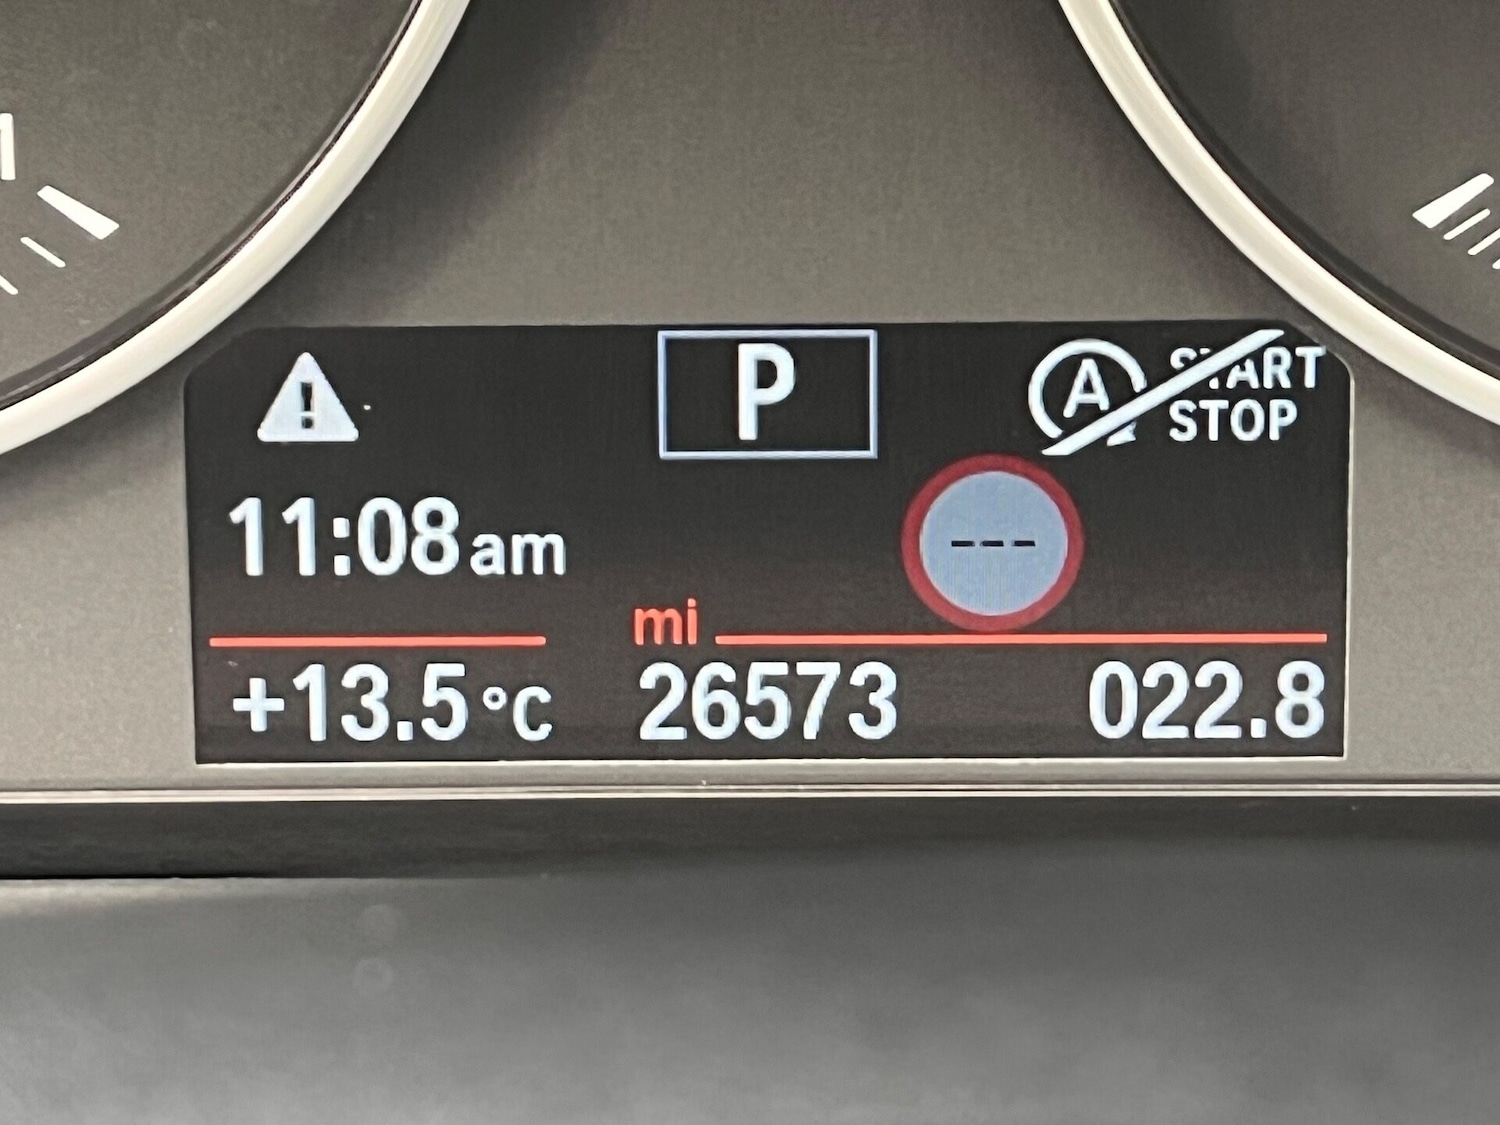 P
A START
STOP
11:08am
---
mi
+13.5°C 26573 022.8